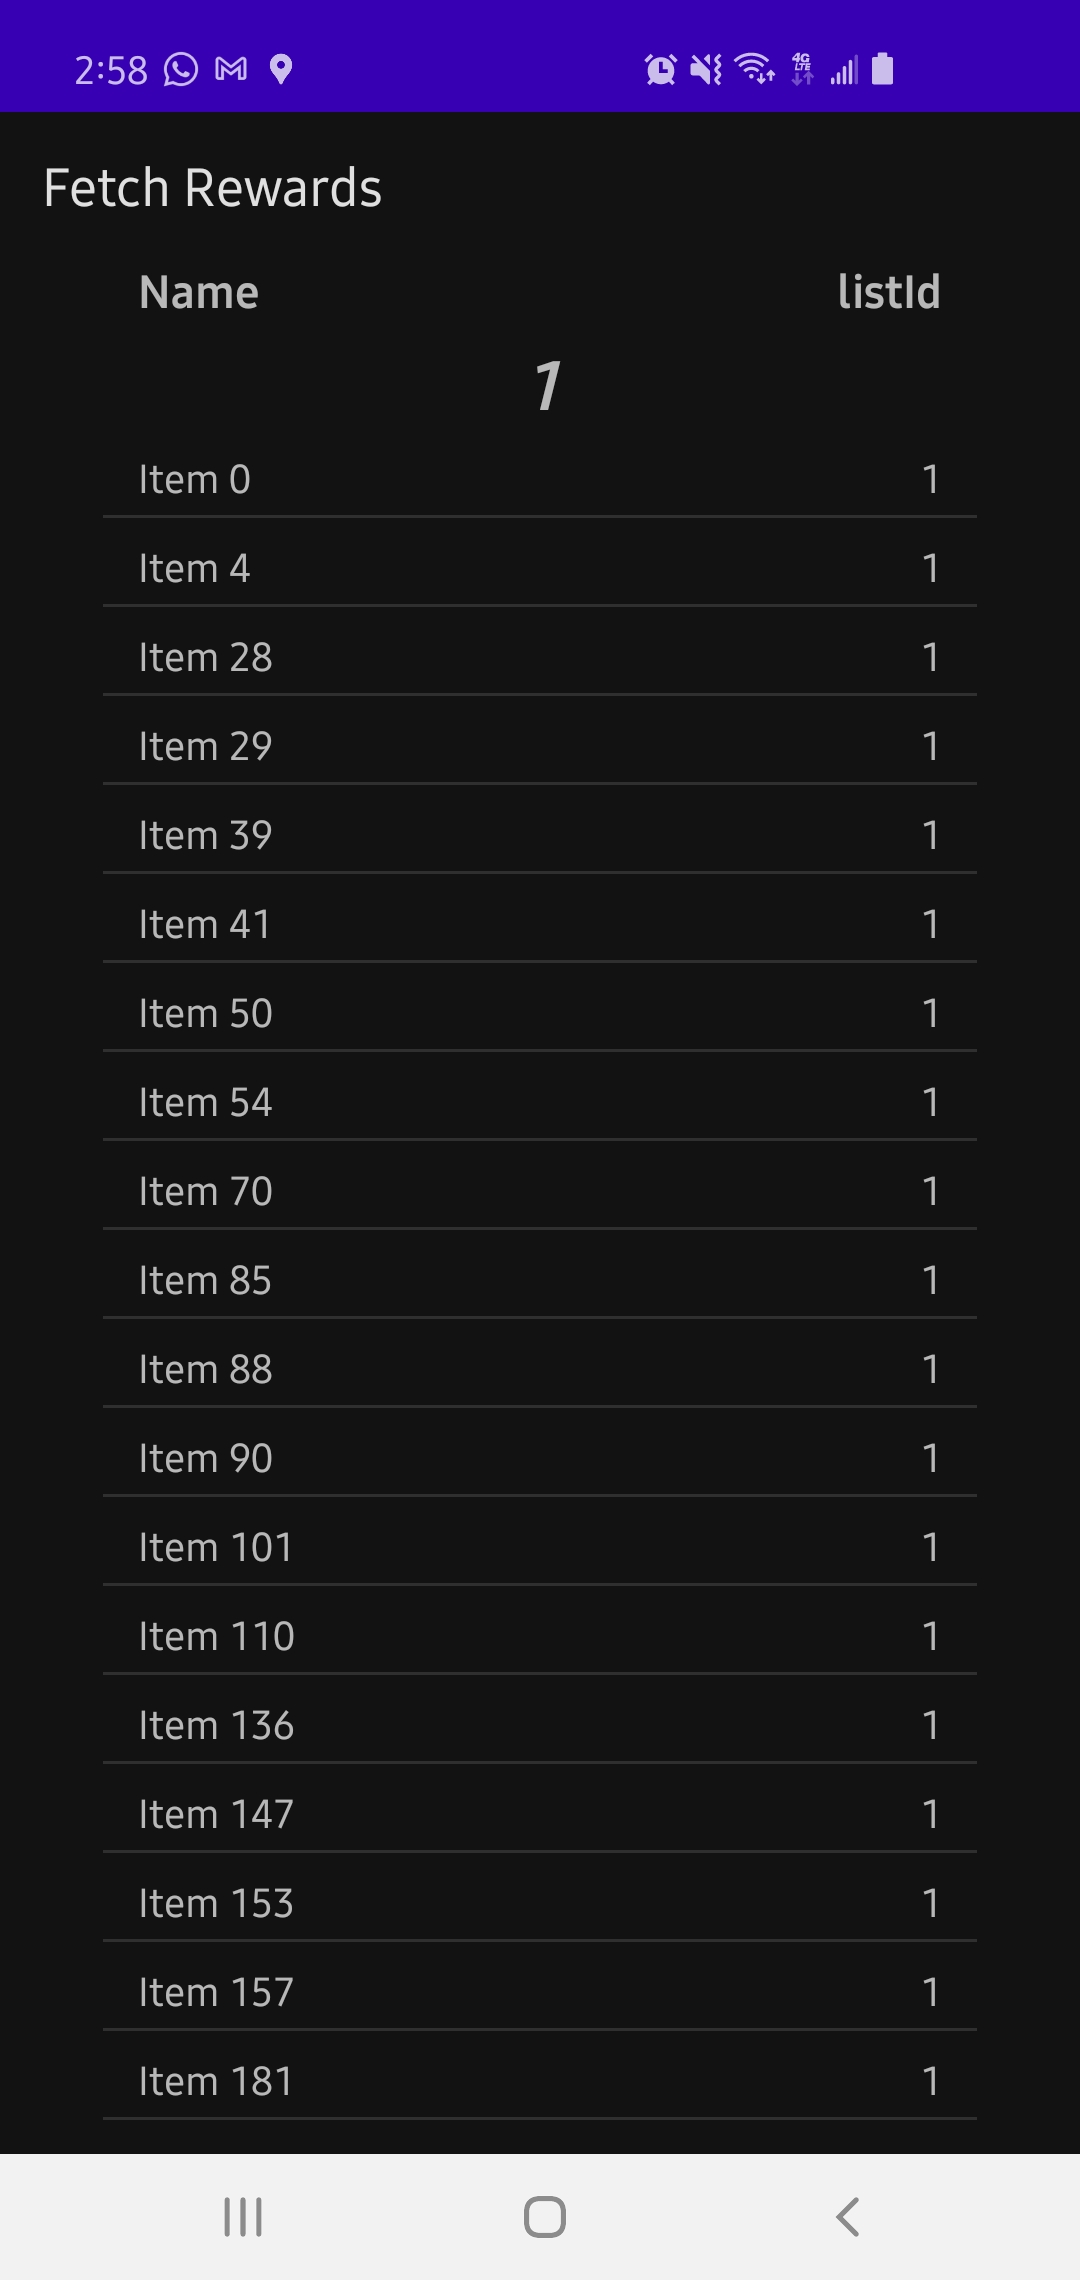 2:58 4G LTE
Fetch Rewards
Name listId
1
Item 0 1
Item 4 1
Item 28 1
Item 29 1
Item 39 1
Item 41 1
Item 50 1
Item 54 1
Item 70 1
Item 85 1
Item 88 1
Item 90 1
Item 101 1
Item 110 1
Item 136 1
Item 147 1
Item 153 1
Item 157 1
Item 181 1